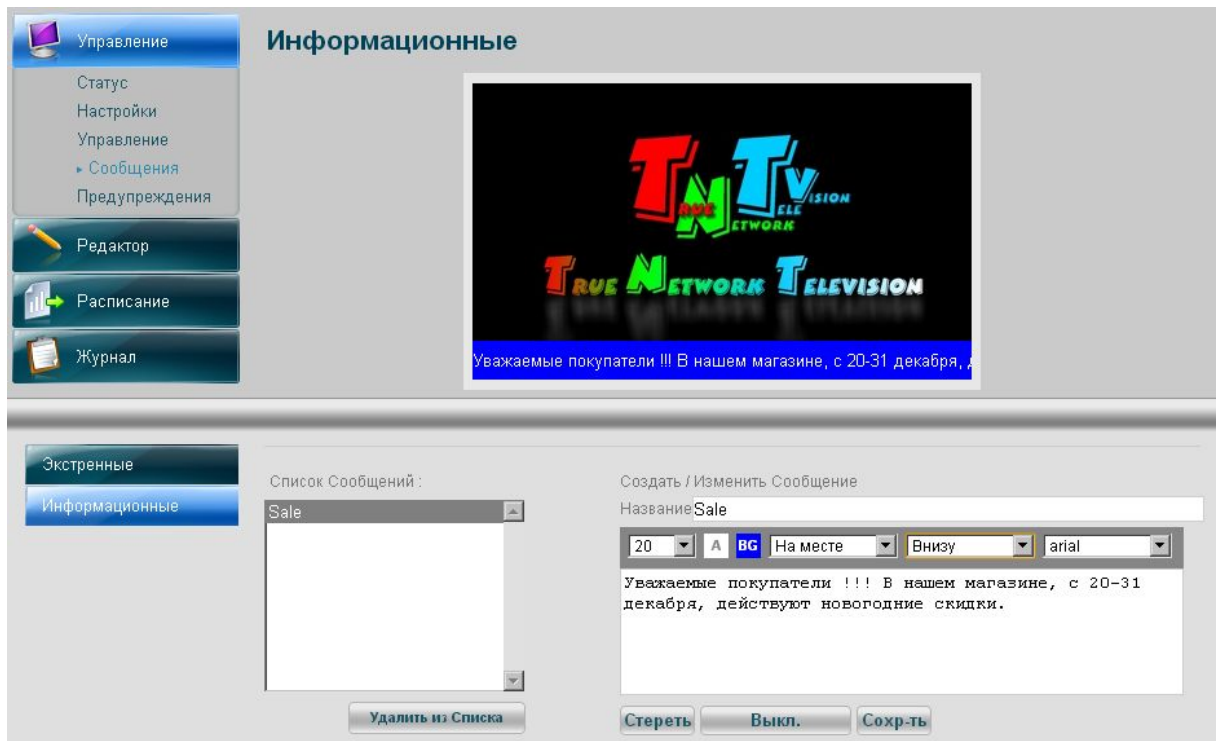 Управление
Статус
Настройки
Управление
Сообщения
Предупреждения
Редактор
Расписание
Журнал
Информационные
TRUE NETWORK TELEVISION
TRUE NETWORK TELEVISION
Уважаемые покупатели !!! В нашем магазине, с 20-31 декабря,
Экстренные
Информационные
Список Сообщений :
Sale
Удалить из Списка
Создать / Изменить Сообщение
Название Sale
20 A BG На месте Внизу arial
Уважаемые покупатели !!! В нашем магазине, с 20-31
декабря, действуют новогодние скидки.
Стереть Выкл. Сохр-ть